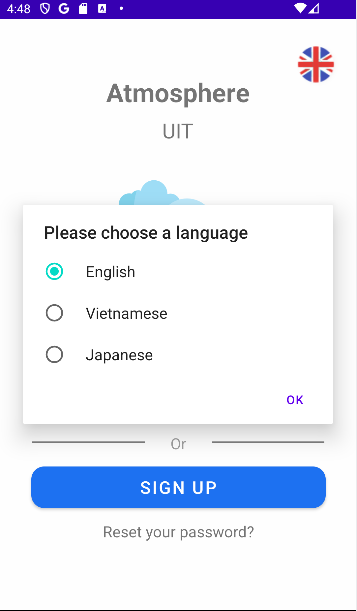 4:48
Atmosphere
UIT
Please choose a language
English
Vietnamese
Japanese
OK
Or
SIGN UP
Reset your password?